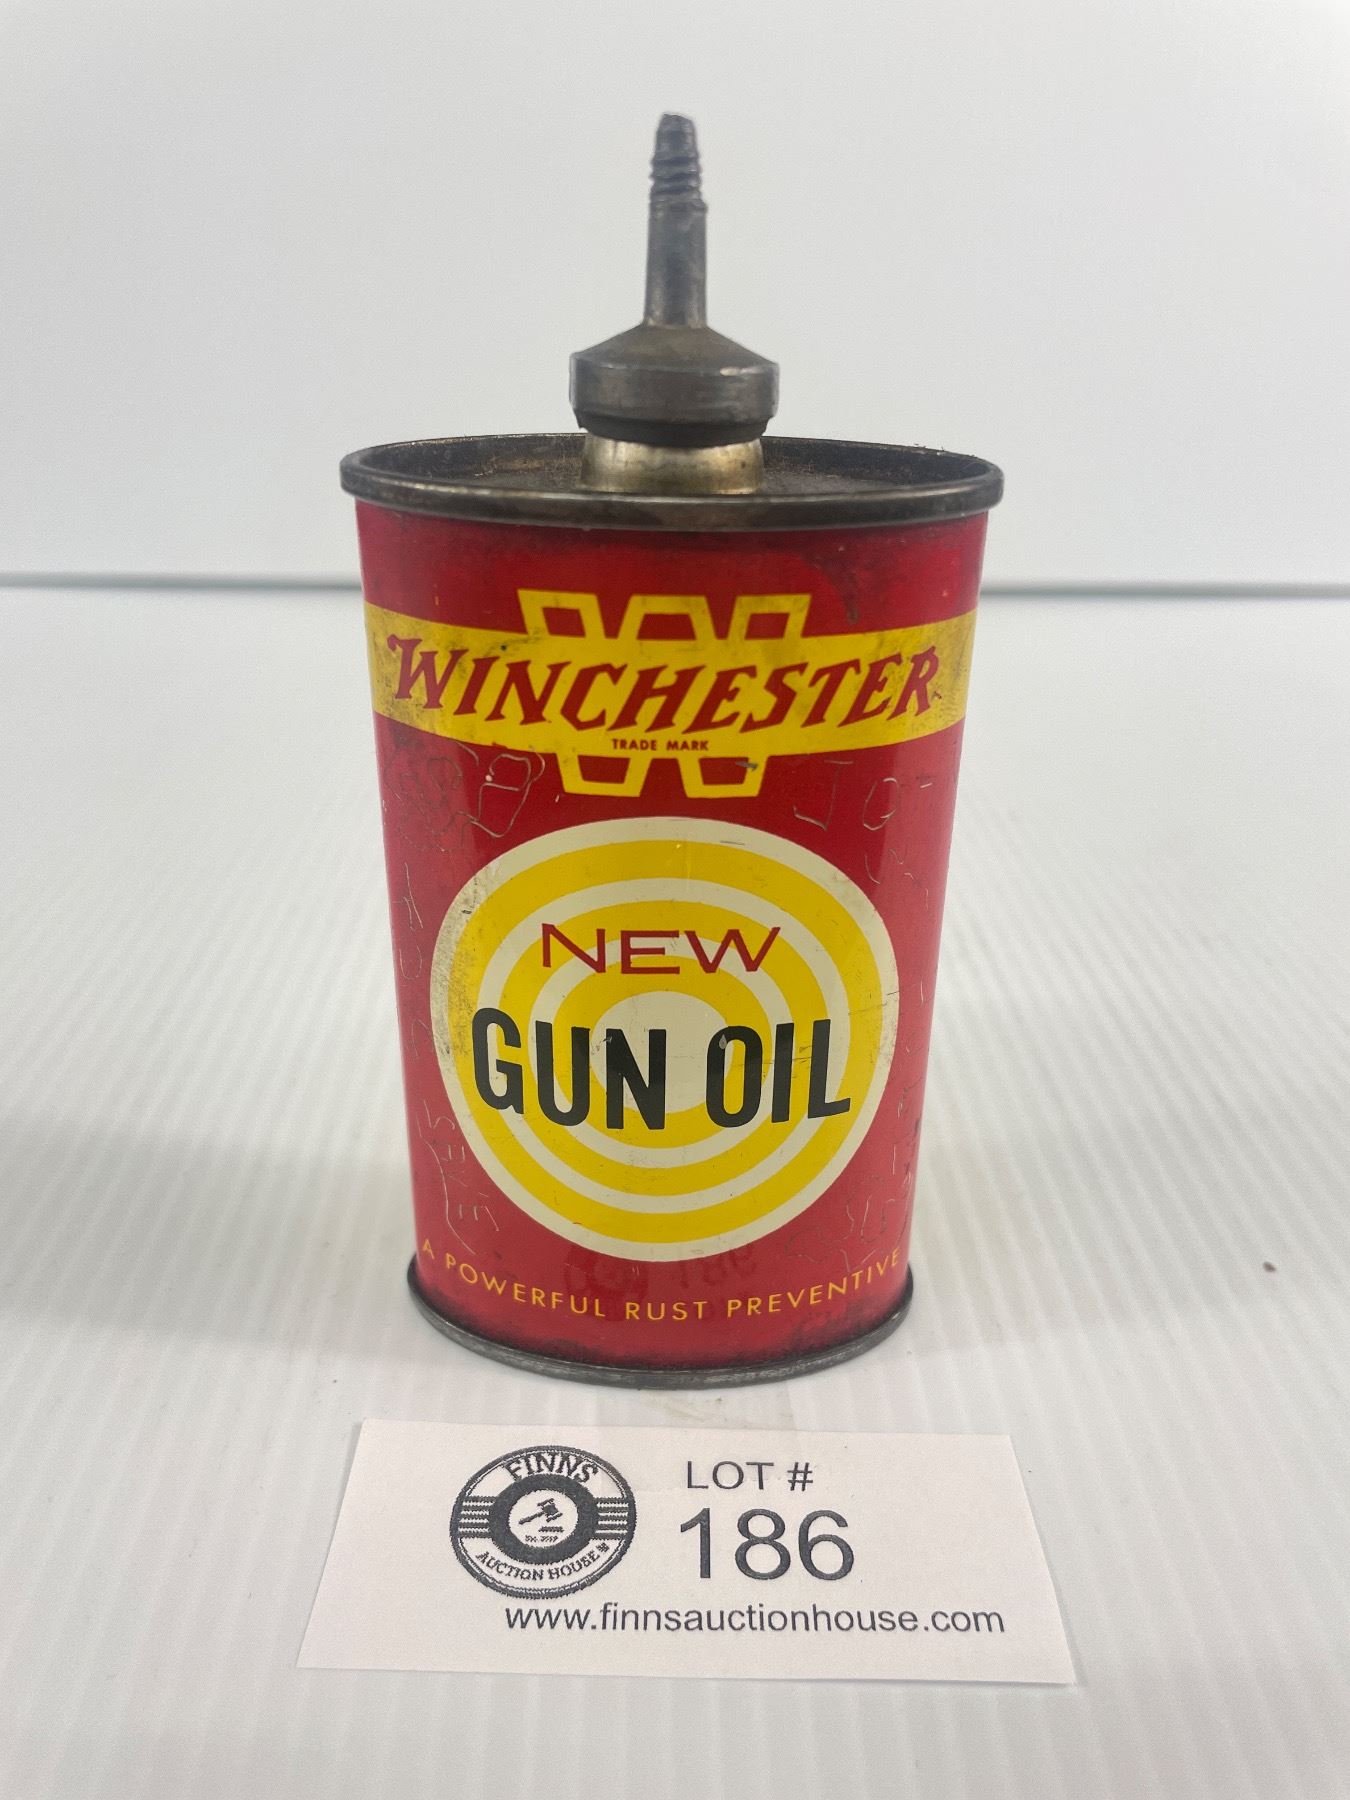 WINCHESTER
TRADE MARK
NEW
GUN OIL
A POWERFUL RUST PREVENTIVE
FINNS
AUCTION HOUSE
LOT #
186
www.finnsauctionhouse.com